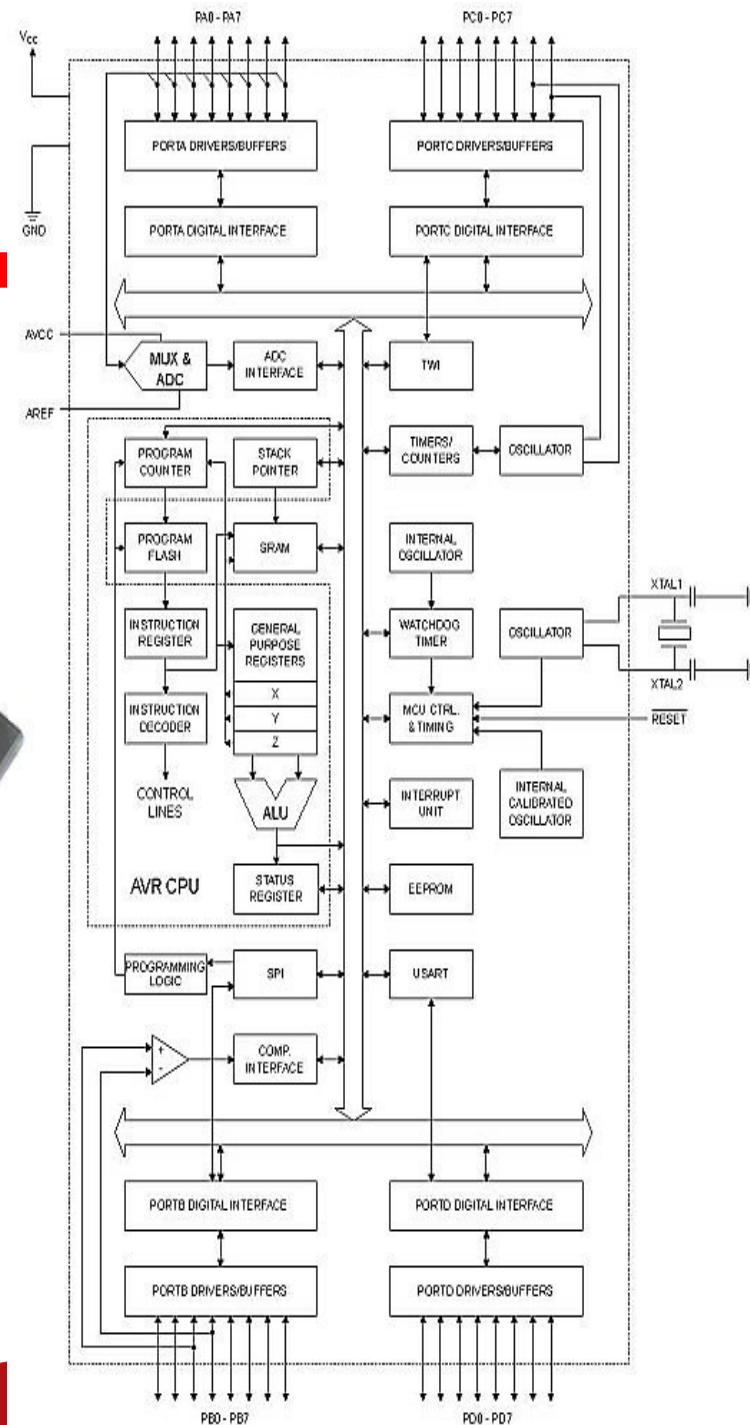 PA0 - PA7
PC0 - PC7
VCC
PORTA DRIVERS/BUFFERS
PORTC DRIVERS/BUFFERS
GND
PORTA DIGITAL INTERFACE
PORTC DIGITAL INTERFACE
AVCC
MUX &
ADC
ADC
INTERFACE
TWI
AREF
PROGRAM
COUNTER
STACK
POINTER
TIMERS/
COUNTERS
OSCILLATOR
PROGRAM
FLASH
SRAM
INTERNAL
OSCILLATOR
XTAL1
INSTRUCTION
REGISTER
GENERAL
PURPOSE
REGISTERS
WATCHDOG
TIMER
OSCILLATOR
XTAL2
X
INSTRUCTION
DECODER
Y
MCU CTRL.
& TIMING
RESET
Z
CONTROL
LINES
ALU
INTERRUPT
UNIT
INTERNAL
CALIBRATED
OSCILLATOR
AVR CPU
STATUS
REGISTER
EEPROM
PROGRAMMING
LOGIC
SPI
USART
+
-
COMP.
INTERFACE
PORTB DIGITAL INTERFACE
PORTD DIGITAL INTERFACE
PORTB DRIVERS/BUFFERS
PORTD DRIVERS/BUFFERS
PB0 - PB7
PD0 - PD7